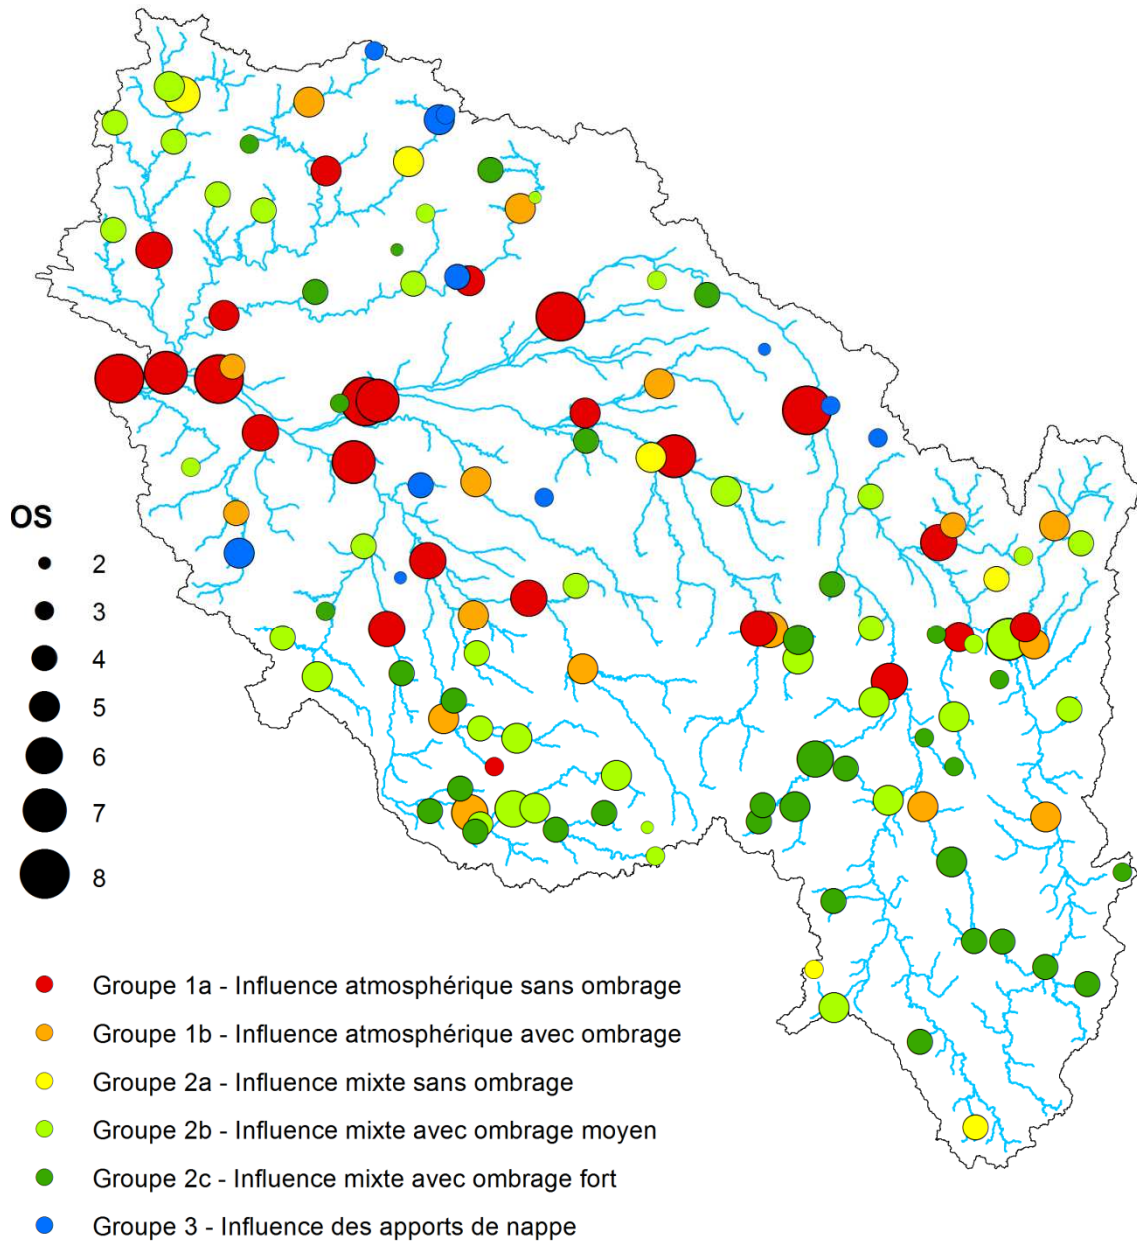 OS
2
3
4
5
6
7
8
Groupe 1a - Influence atmosphérique sans ombrage
Groupe 1b - Influence atmosphérique avec ombrage
Groupe 2a - Influence mixte sans ombrage
Groupe 2b - Influence mixte avec ombrage moyen
Groupe 2c - Influence mixte avec ombrage fort
Groupe 3 - Influence des apports de nappe